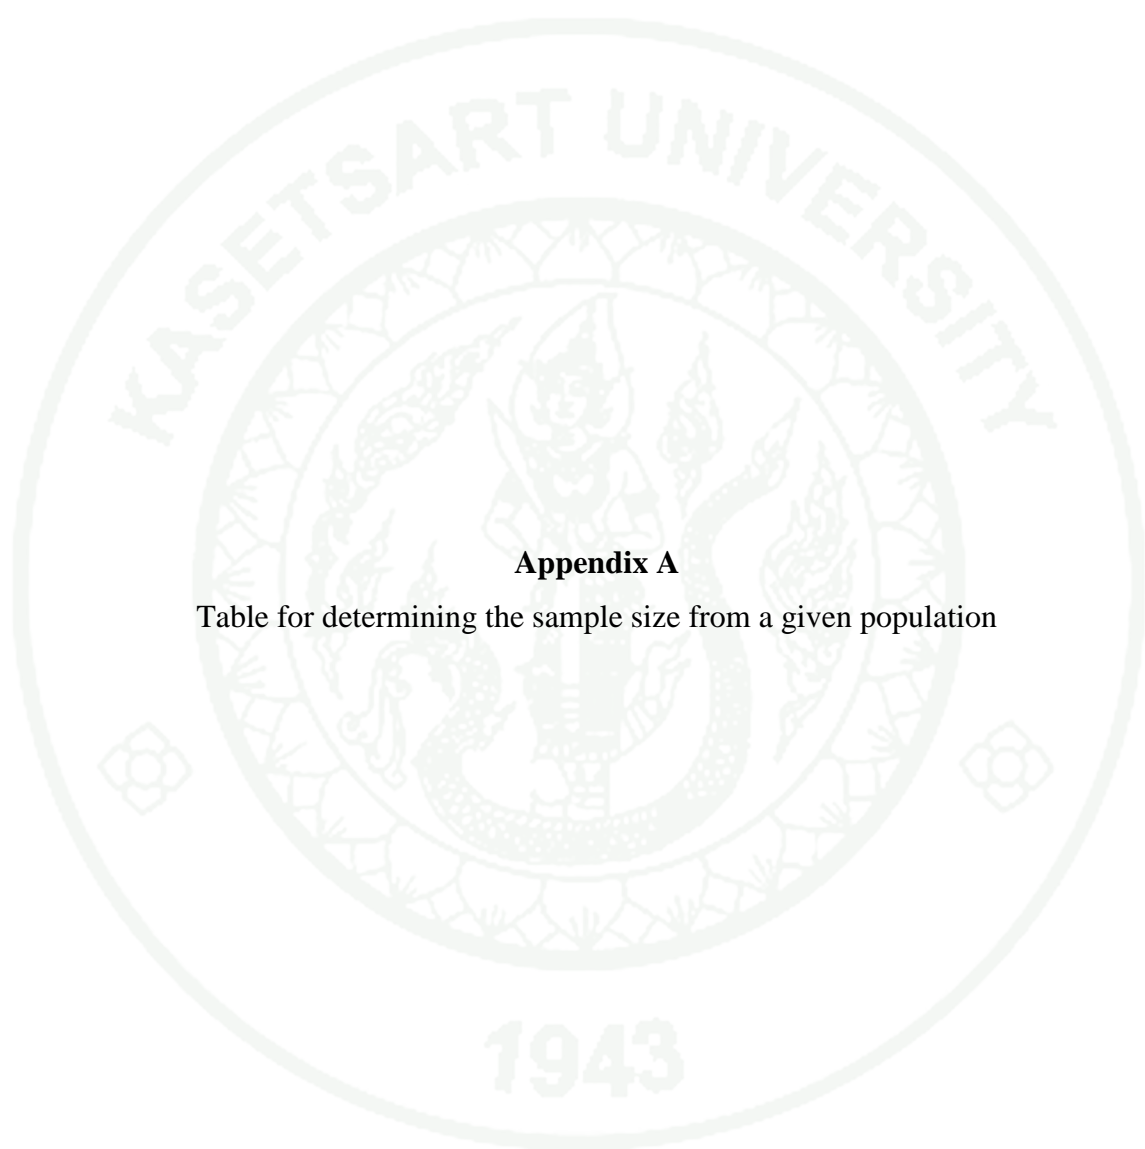 KASETSART UNIVERSITY
Appendix A
Table for determining the sample size from a given population
1943